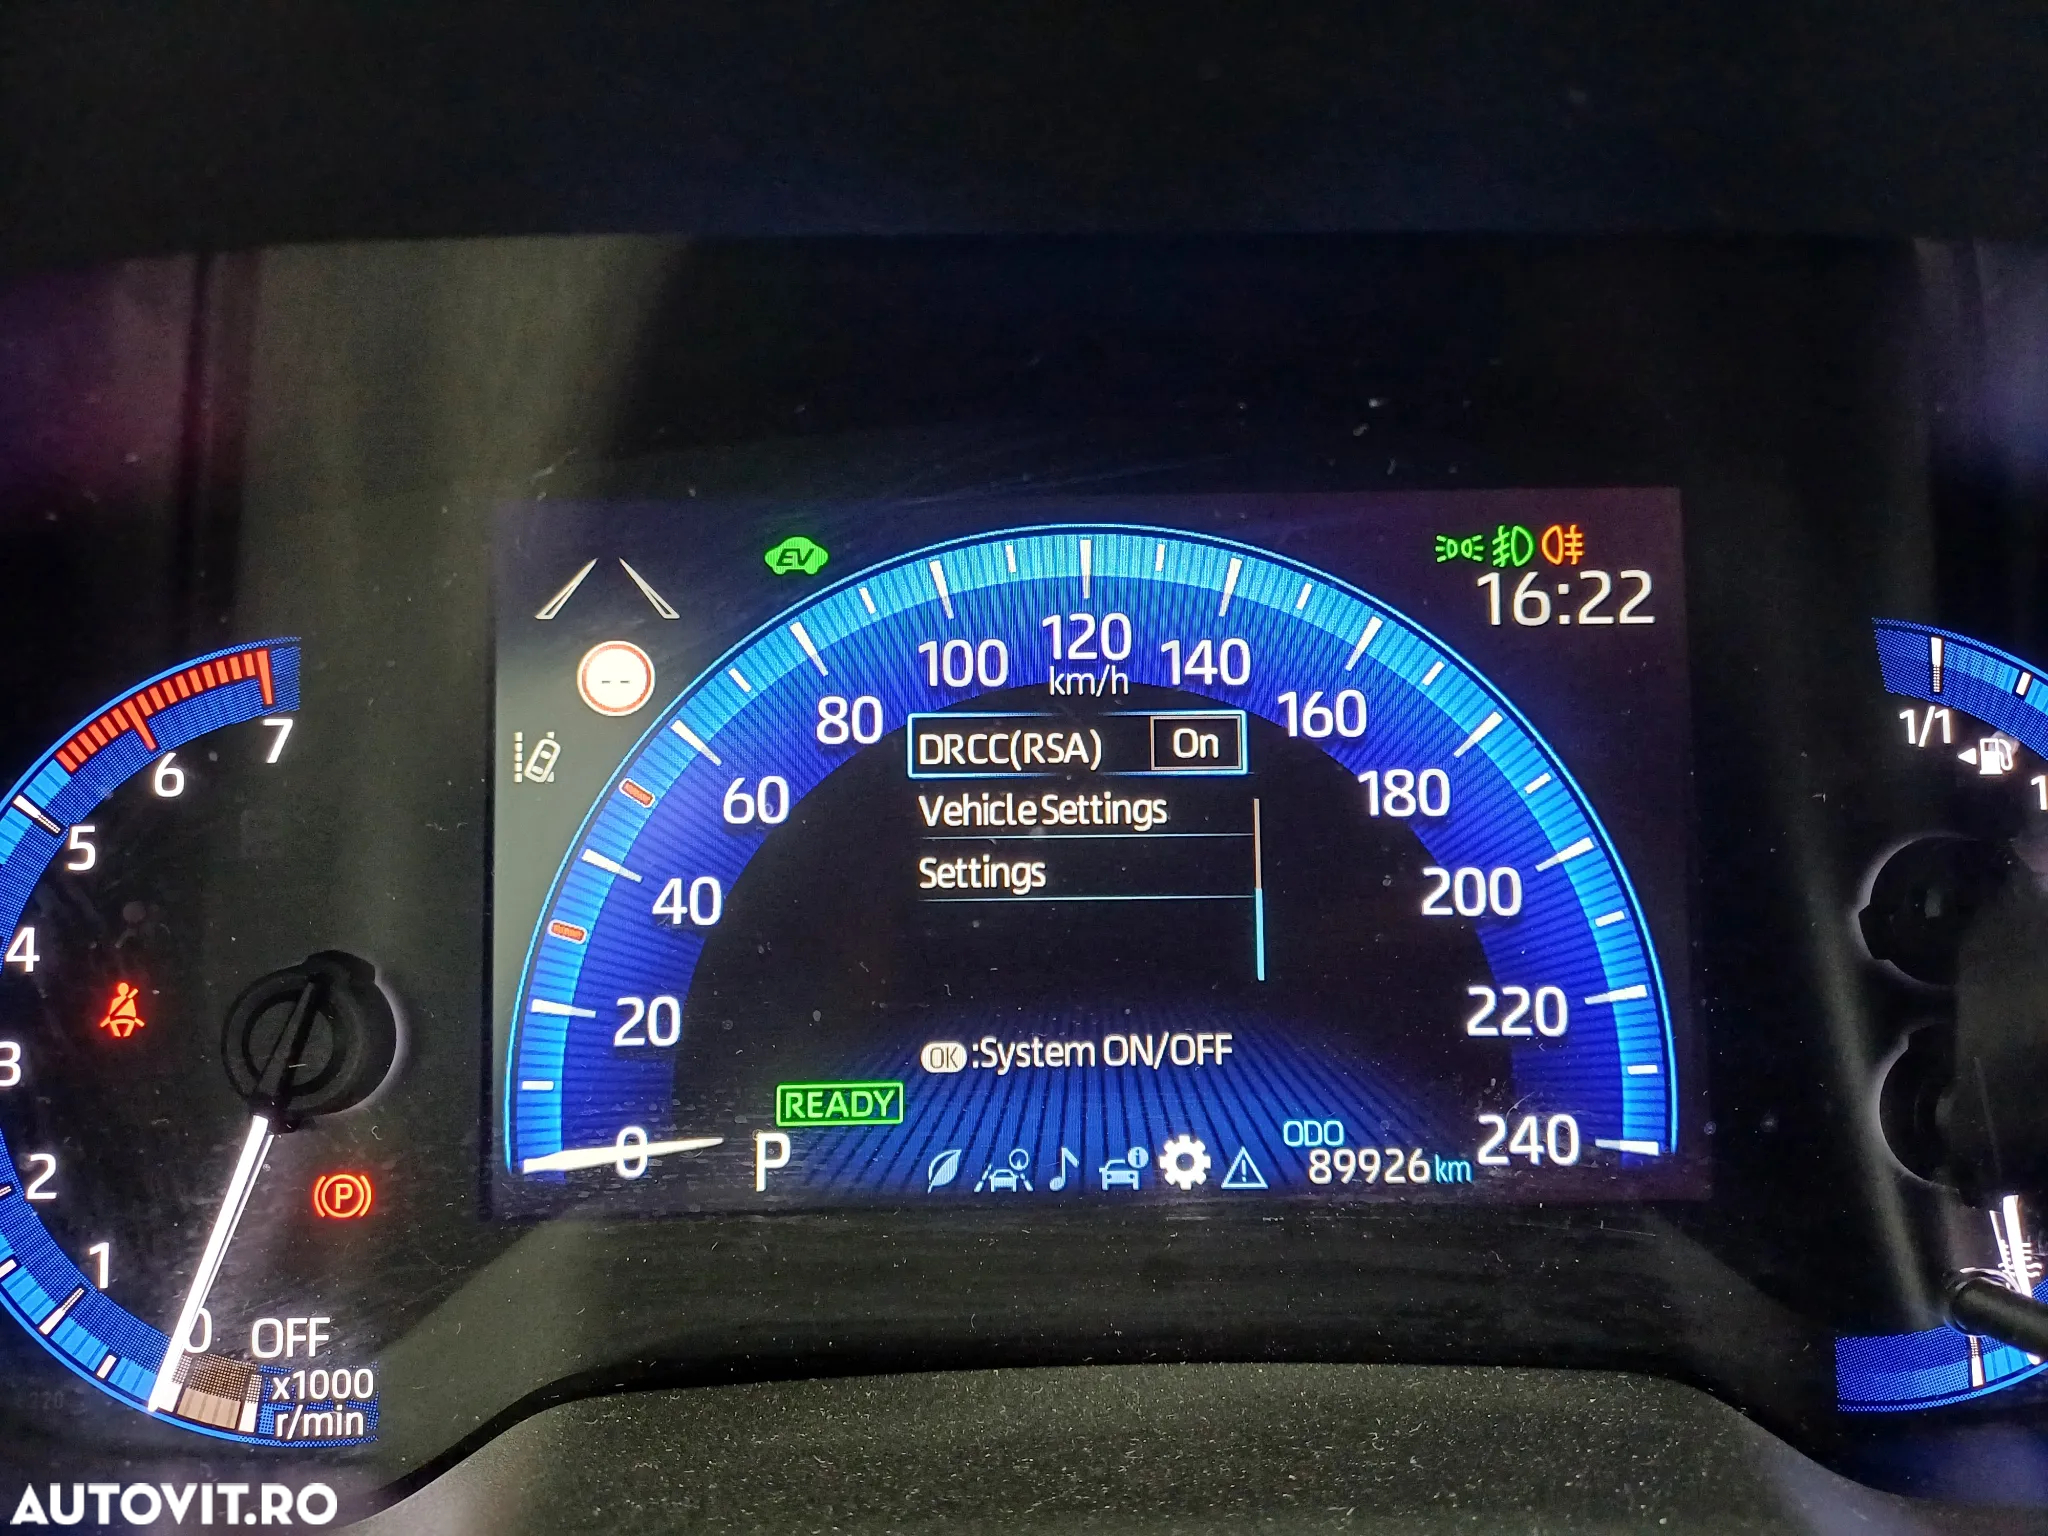 EV
16:22
100
120
140
km/h
80
160
60
180
40
200
20
220
0
240
DRCC(RSA) On
Vehicle Settings
Settings
OK :System ON/OFF
READY
P
ODO
89926 km
7
6
5
4
3
2
1
0
OFF
x1000
r/min
P
1/1
AUTOVIT.RO